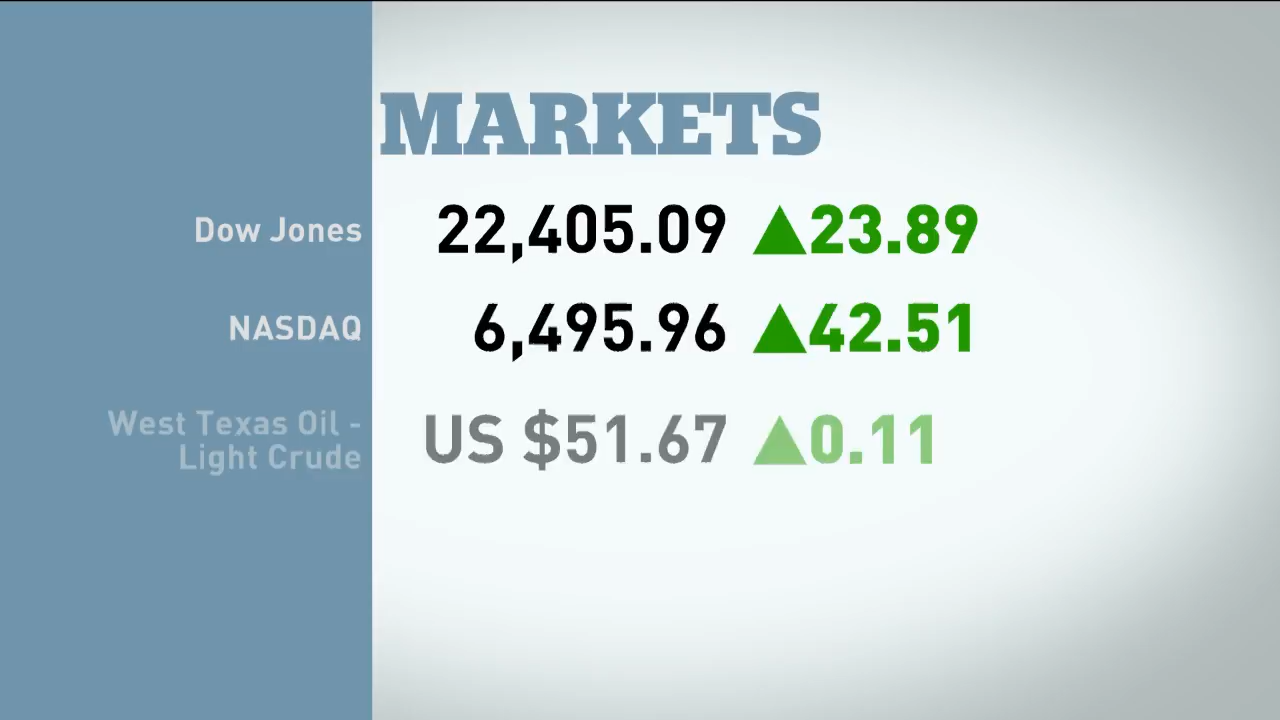 MARKETS
Dow Jones 22,405.09 ▲23.89
NASDAQ 6,495.96 ▲42.51
West Texas Oil -
Light Crude US $51.67 ▲0.11